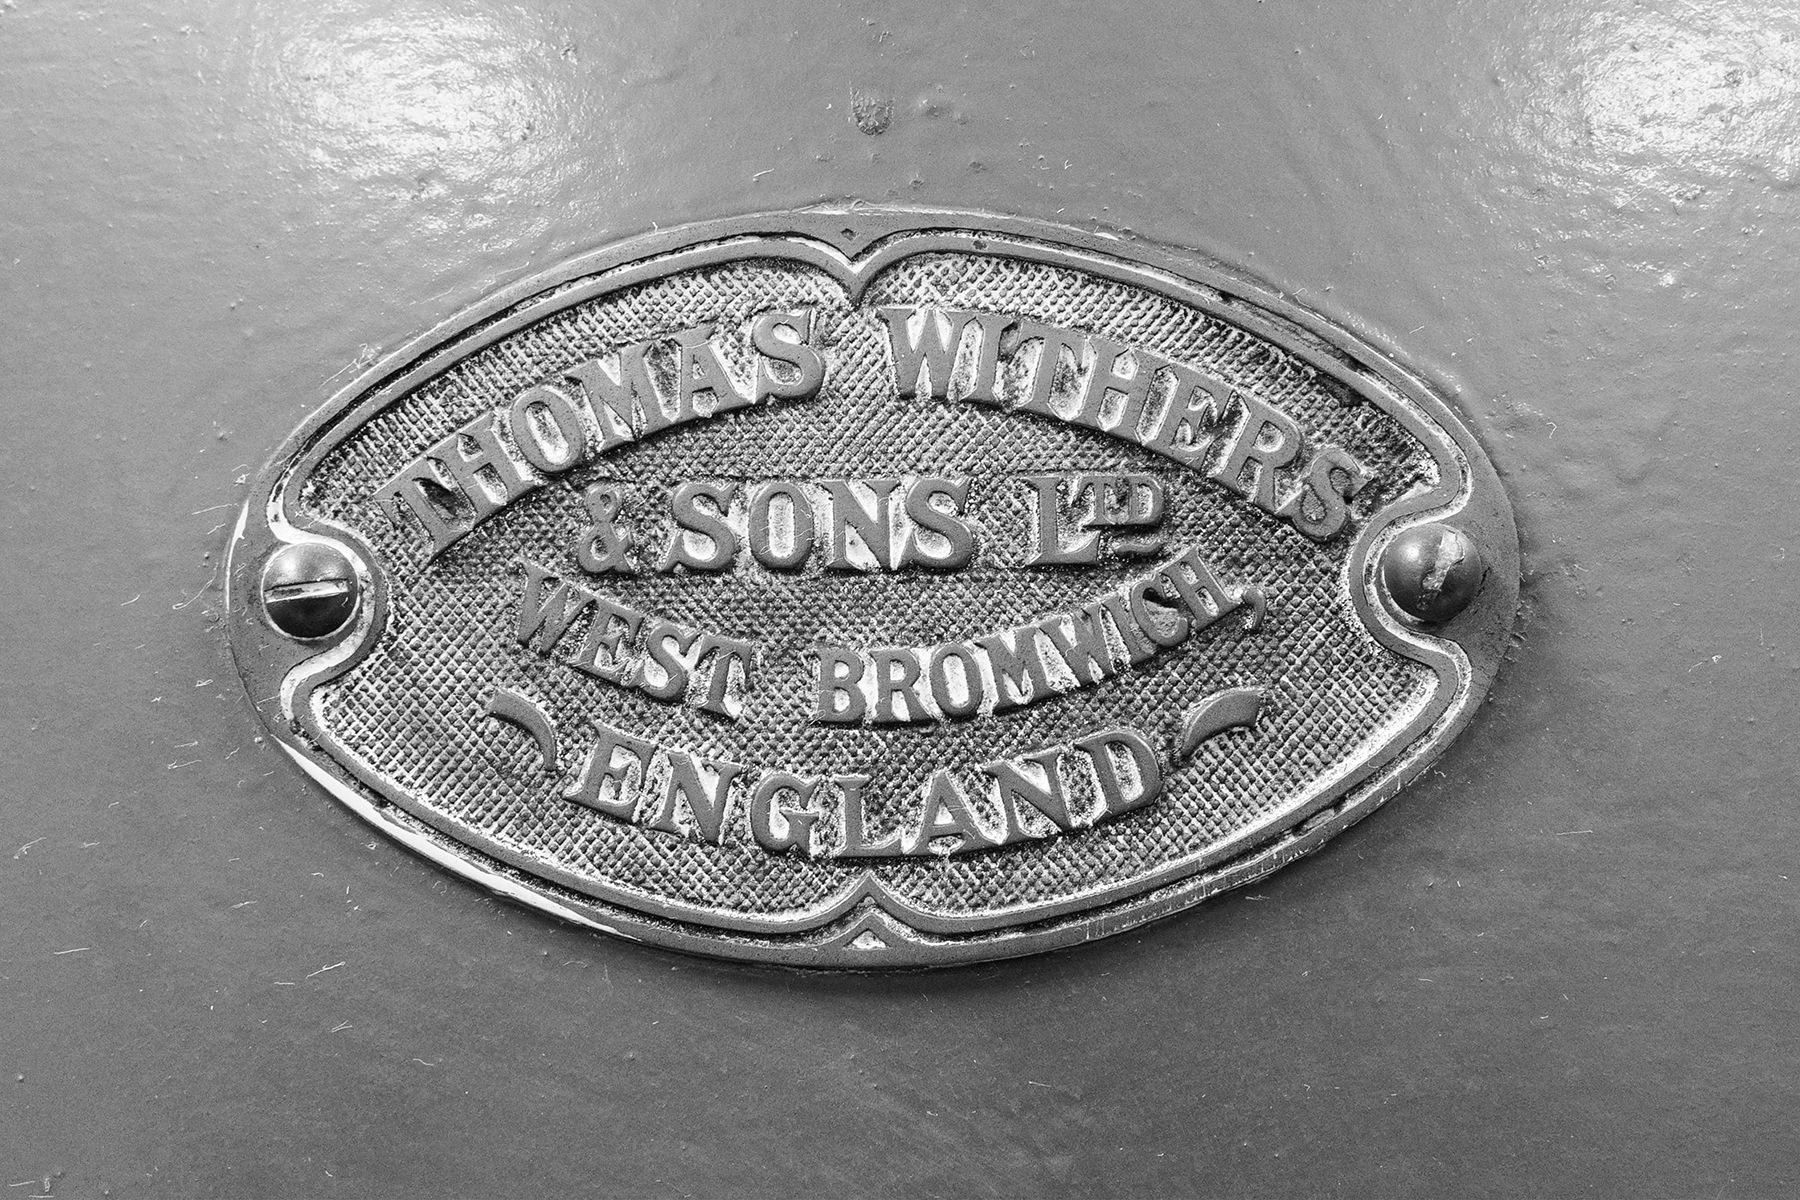 THOMAS WITHERS
& SONS LTD
WEST BROMWICH,
ENGLAND